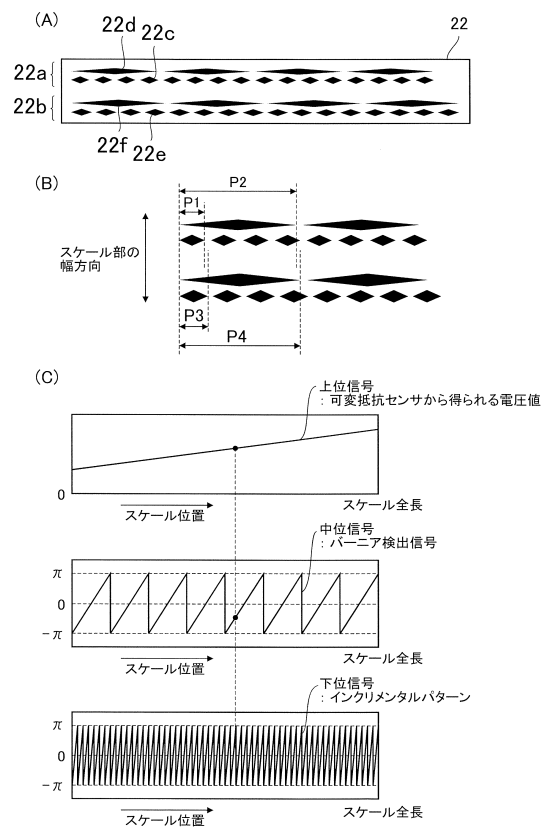 (A)
22d 22c 22
22a
22b
22f 22e
(B)
P2
P1
スケール部の
幅方向
P3
P4
(C)
上位信号
:可変抵抗センサから得られる電圧値
0
スケール位置 スケール全長
中位信号
:バーニア検出信号
π
0
-π
スケール位置 スケール全長
下位信号
:インクリメンタルパターン
π
0
-π
スケール位置 スケール全長